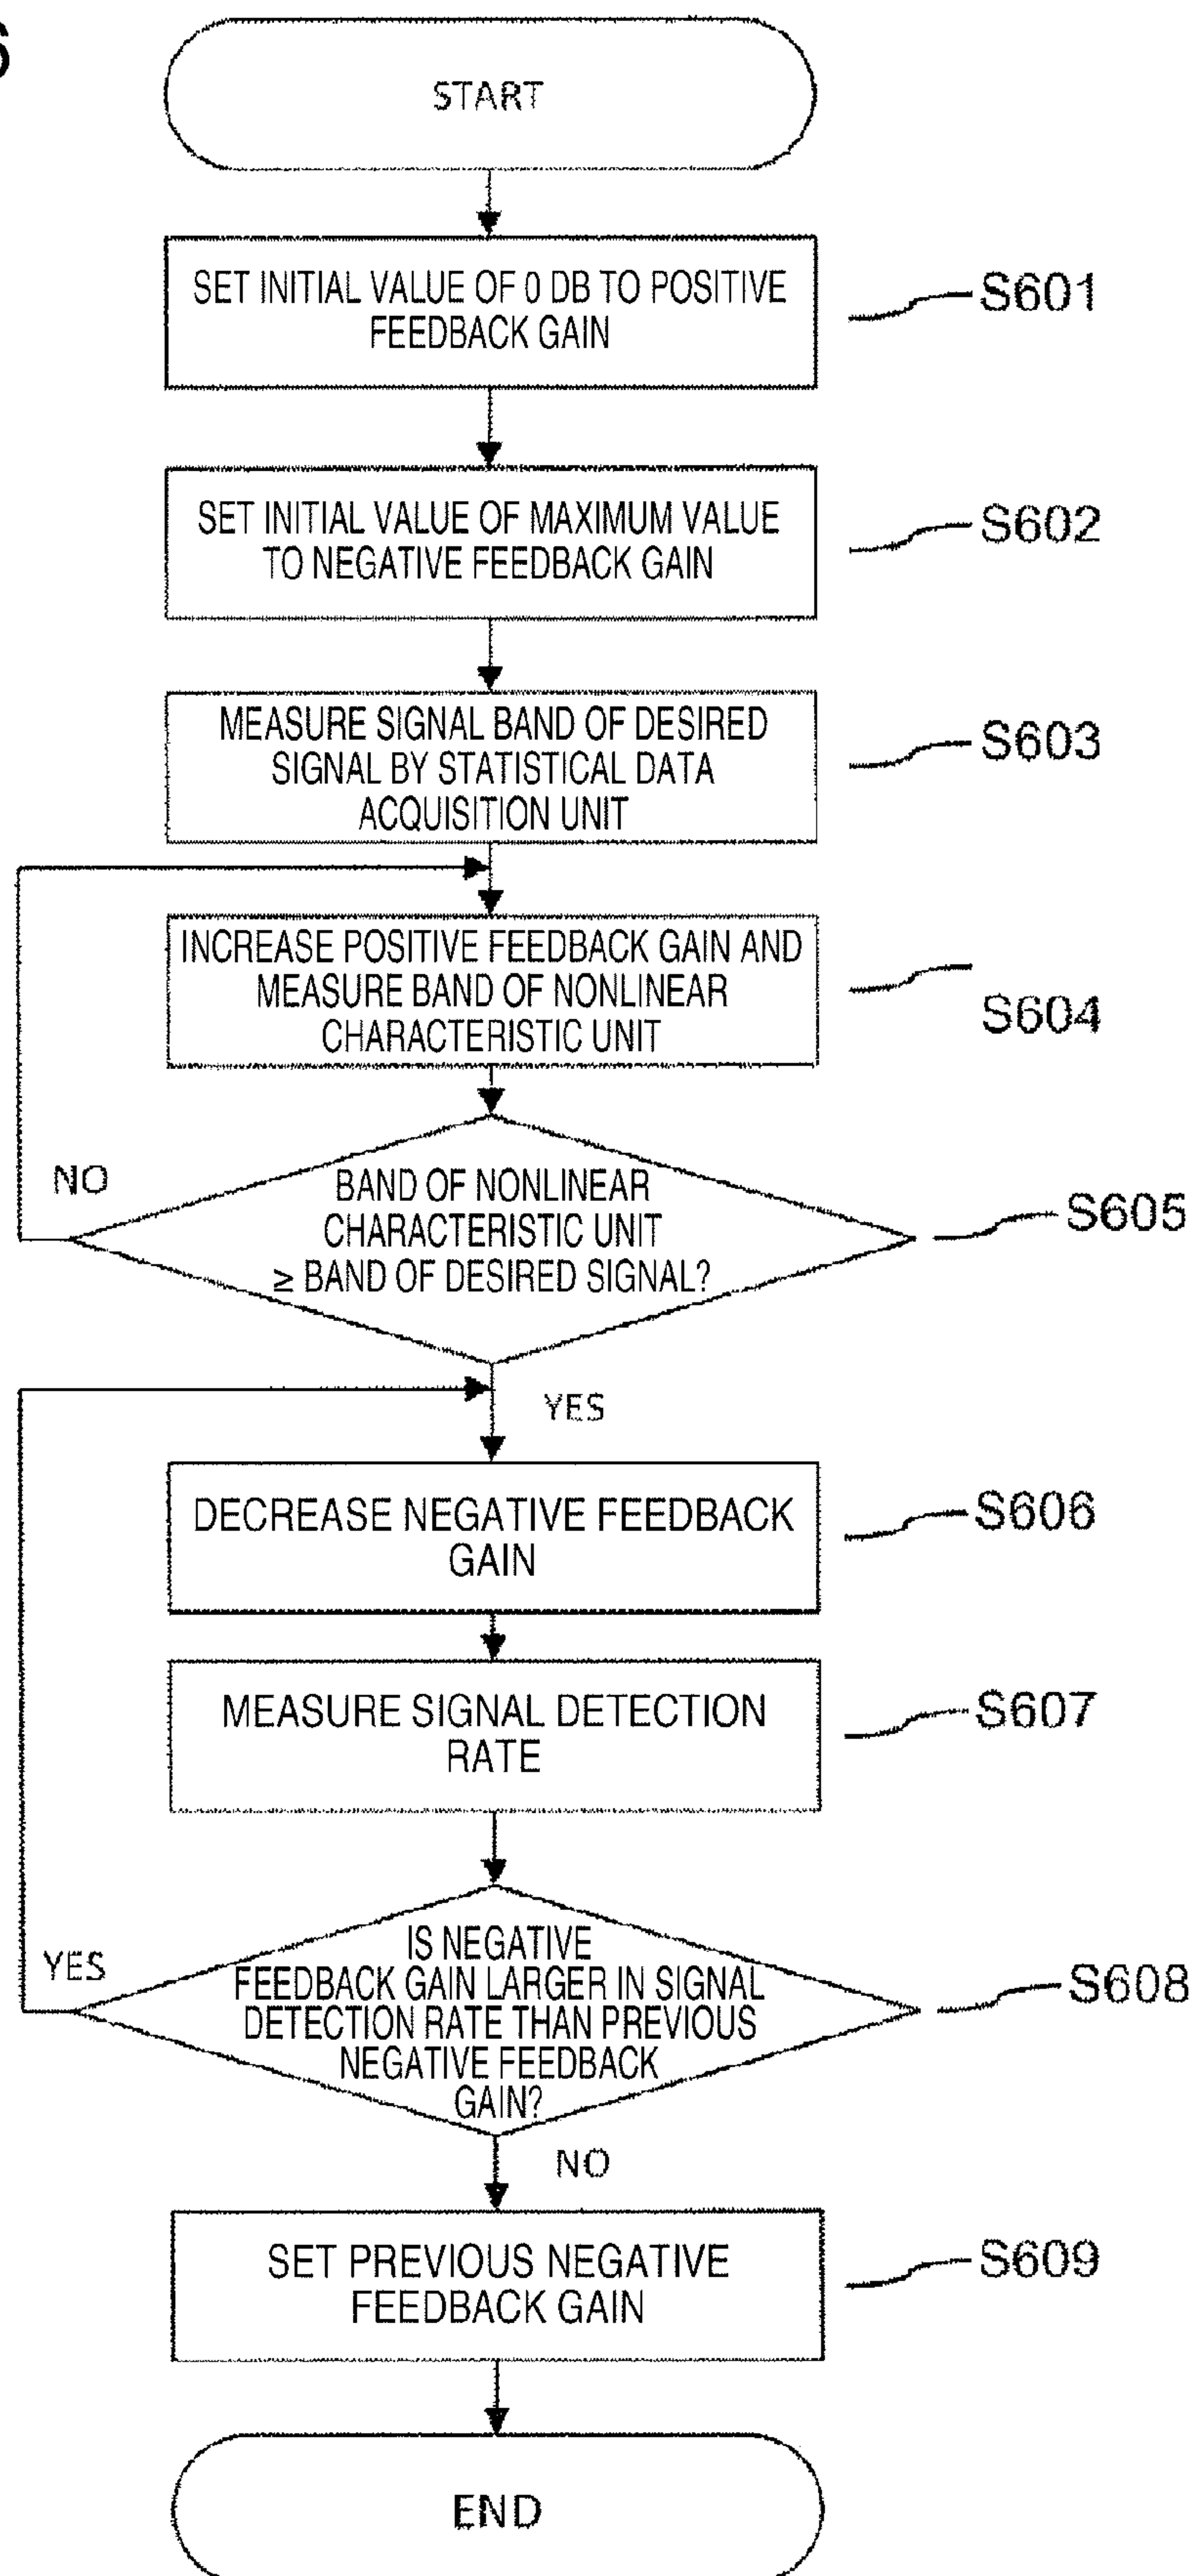 6
START
SET INITIAL VALUE OF 0 DB TO POSITIVE
FEEDBACK GAIN
S601
SET INITIAL VALUE OF MAXIMUM VALUE
TO NEGATIVE FEEDBACK GAIN
S602
MEASURE SIGNAL BAND OF DESIRED
SIGNAL BY STATISTICAL DATA
ACQUISITION UNIT
S603
INCREASE POSITIVE FEEDBACK GAIN AND
MEASURE BAND OF NONLINEAR
CHARACTERISTIC UNIT
S604
NO
BAND OF NONLINEAR
CHARACTERISTIC UNIT
≥ BAND OF DESIRED SIGNAL?
S605
YES
DECREASE NEGATIVE FEEDBACK
GAIN
S606
MEASURE SIGNAL DETECTION
RATE
S607
YES
IS NEGATIVE
FEEDBACK GAIN LARGER IN SIGNAL
DETECTION RATE THAN PREVIOUS
NEGATIVE FEEDBACK
GAIN?
S608
NO
SET PREVIOUS NEGATIVE
FEEDBACK GAIN
S609
END